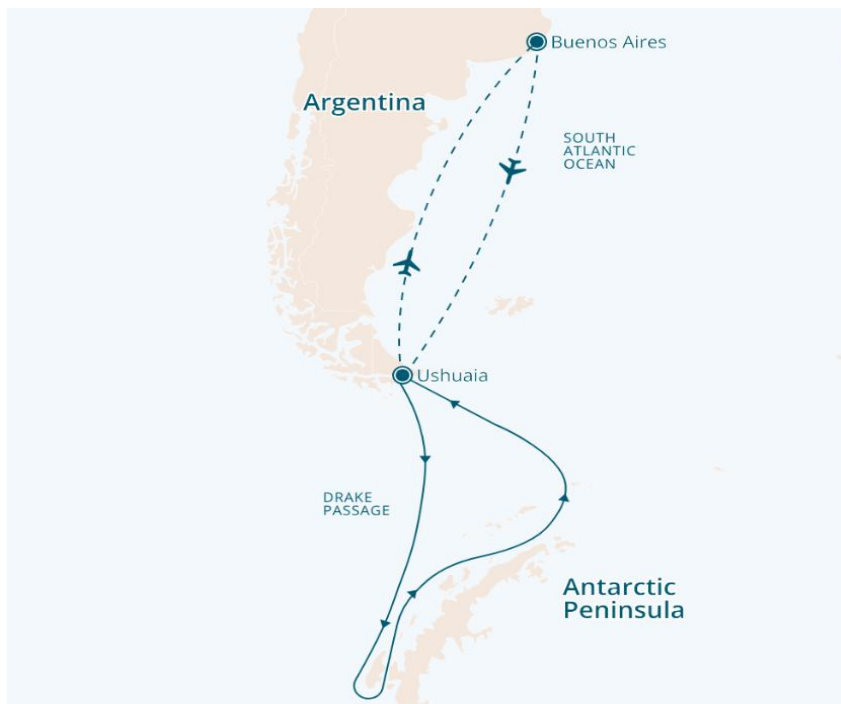 Buenos Aires
Argentina
SOUTH
ATLANTIC
OCEAN
Ushuaia
DRAKE
PASSAGE
Antarctic
Peninsula